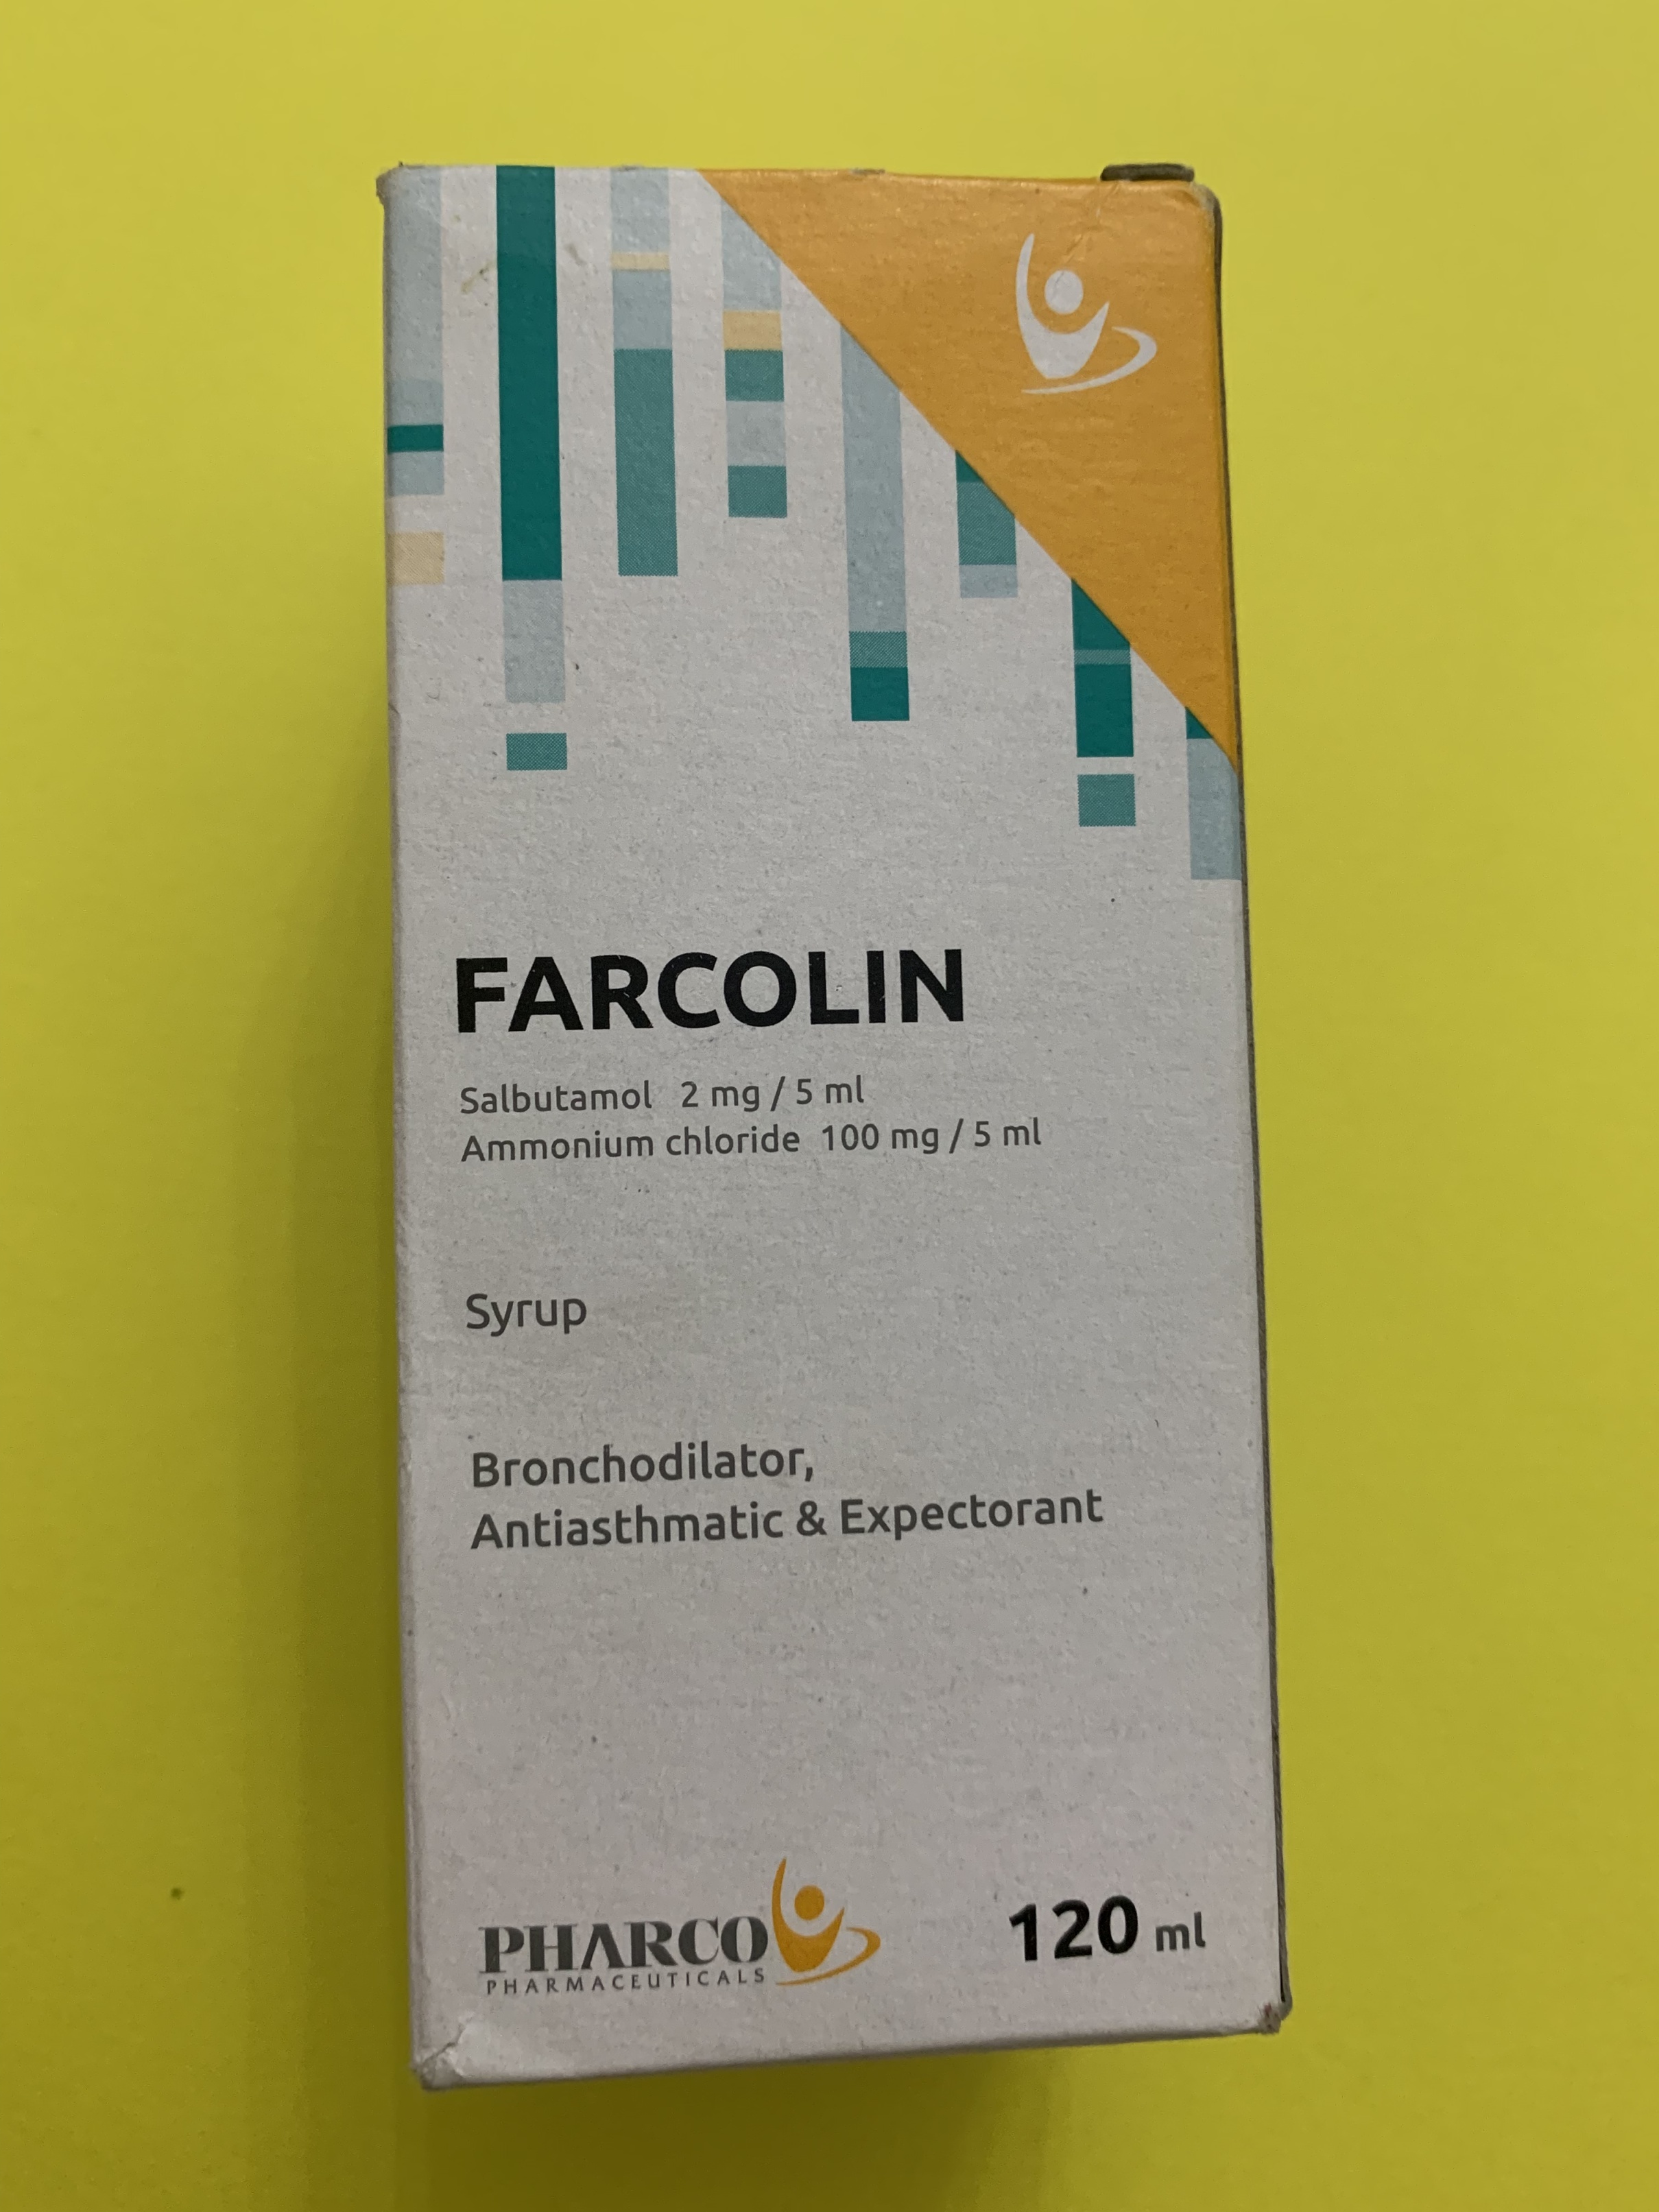 FARCOLIN
Salbutamol 2 mg / 5 ml
Ammonium chloride 100 mg / 5 ml
Syrup
Bronchodilator,
Antiasthmatic & Expectorant
PHARCO
PHARMACEUTICALS
120 ml